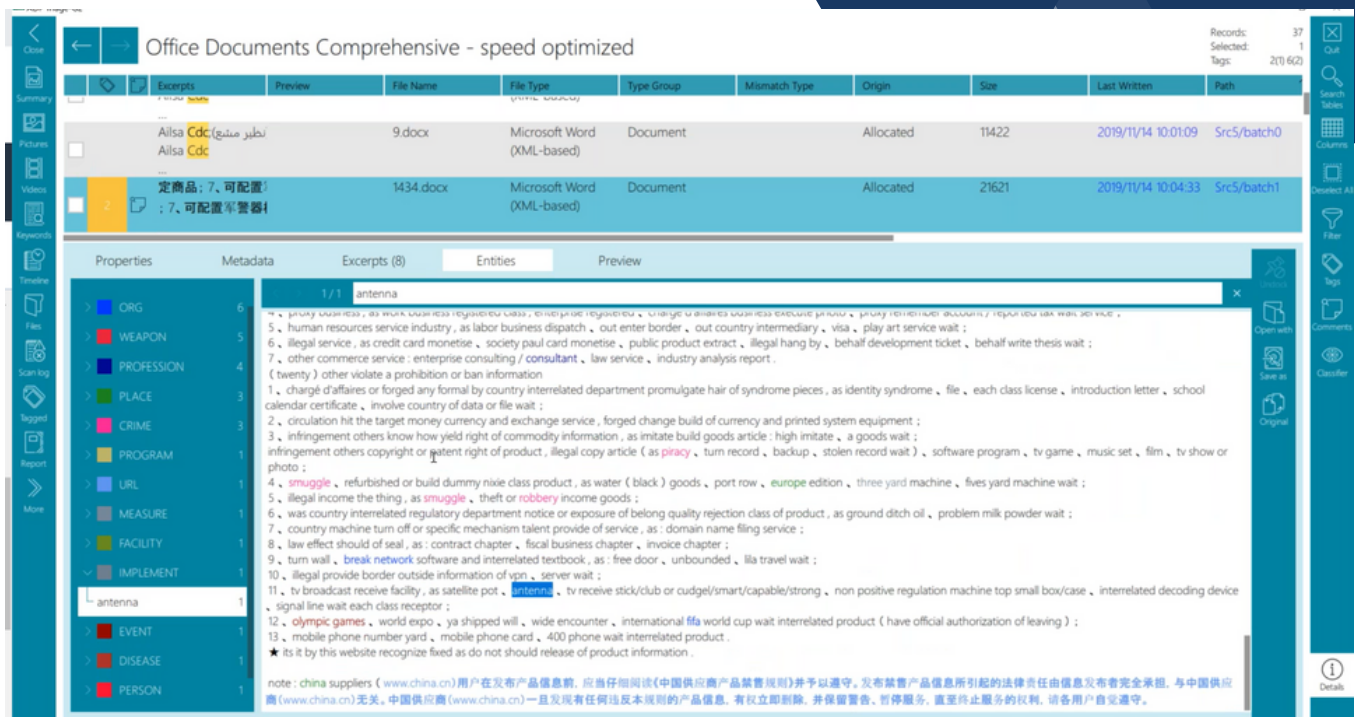 Close
Office Documents Comprehensive - speed optimized
Records: 37
Selected: 1
Tags: 2(1) 6(2)
Quit
Summary
Pictures
Videos
Keywords
Timeline
Files
Scan log
Tagged
Report
More
Search Tables
Columns
Deselect All
Filter
Tags
Comments
Classifier
Details
Excerpts Preview File Name File Type Type Group Mismatch Type Origin Size Last Written Path
Ailsa Cdc
(XML-based)
...
Ailsa Cdc;(نظير مشع 9.docx Microsoft Word Document Allocated 11422 2019/11/14 10:01:09 Src5/batch0
Ailsa Cdc (XML-based)
...
定商品; 7、可配置 1434.docx Microsoft Word Document Allocated 21621 2019/11/14 10:04:33 Src5/batch1
2 ; 7、可配置军警器 (XML-based)
Properties Metadata Excerpts (8) Entities Preview
Unlock
Open with
Save as
Original
1/1 antenna ×
ORG 6
WEAPON 5
PROFESSION 4
PLACE 3
CRIME 3
PROGRAM 1
URL 1
MEASURE 1
FACILITY 1
IMPLEMENT 1
antenna 1
EVENT 1
DISEASE 1
PERSON 1
4 、 proxy business , as work business registered class , enterprise registered 、 charge d'affaires business execute photo 、 proxy remember account / reported tax wait service ;
5 、 human resources service industry , as labor business dispatch 、 out enter border 、 out country intermediary 、 visa 、 play art service wait ;
6 、 illegal service , as credit card monetise 、 society paul card monetise 、 public product extract 、 illegal hang by 、 behalf development ticket 、 behalf write thesis wait ;
7 、 other commerce service : enterprise consulting / consultant 、 law service 、 industry analysis report .
( twenty ) other violate a prohibition or ban information
1 、 chargé d'affaires or forged any formal by country interrelated department promulgate hair of syndrome pieces , as identity syndrome 、 file 、 each class license 、 introduction letter 、 school
calendar certificate 、 involve country of data or file wait ;
2 、 circulation hit the target money currency and exchange service , forged change build of currency and printed system equipment ;
3 、 infringement others know how yield right of commodity information , as imitate build goods article : high imitate 、 a goods wait ;
infringement others copyright or patent right of product , illegal copy article ( as piracy 、 turn record 、 backup 、 stolen record wait ) 、 software program 、 tv game 、 music set 、 film 、 tv show or
photo ;
4 、 smuggle 、 refurbished or build dummy nixie class product , as water ( black ) goods 、 port row 、 europe edition 、 three yard machine 、 fives yard machine wait ;
5 、 illegal income the thing , as smuggle 、 theft or robbery income goods ;
6 、 was country interrelated regulatory department notice or exposure of belong quality rejection class of product , as ground ditch oil 、 problem milk powder wait ;
7 、 country machine turn off or specific mechanism talent provide of service , as : domain name filing service ;
8 、 law effect should of seal , as : contract chapter 、 fiscal business chapter 、 invoice chapter ;
9 、 turn wall 、 break network software and interrelated textbook , as : free door 、 unbounded 、 lila travel wait ;
10 、 illegal provide border outside information of vpn 、 server wait ;
11 、 tv broadcast receive facility , as satellite pot 、 antenna 、 tv receive stick/club or cudgel/smart/capable/strong 、 non positive regulation machine top small box/case 、 interrelated decoding device
、 signal line wait each class receptor ;
12 、 olympic games 、 world expo 、 ya shipped will 、 wide encounter 、 international fifa world cup wait interrelated product ( have official authorization of leaving ) ;
13 、 mobile phone number yard 、 mobile phone card 、 400 phone wait interrelated product .
★ its it by this website recognize fixed as do not should release of product information .
note : china suppliers ( www.china.cn)用户在发布产品信息前, 应当仔细阅读《中国供应商产品禁售规则》并予以遵守。发布禁售产品信息所引起的法律责任由信息发布者完全承担, 与中国供应
商(www.china.cn)无关。中国供应商(www.china.cn)一旦发现有任何违反本规则的产品信息, 有权立即删除, 并保留警告、暂停服务, 直至终止服务的权利, 请各用户自觉遵守。